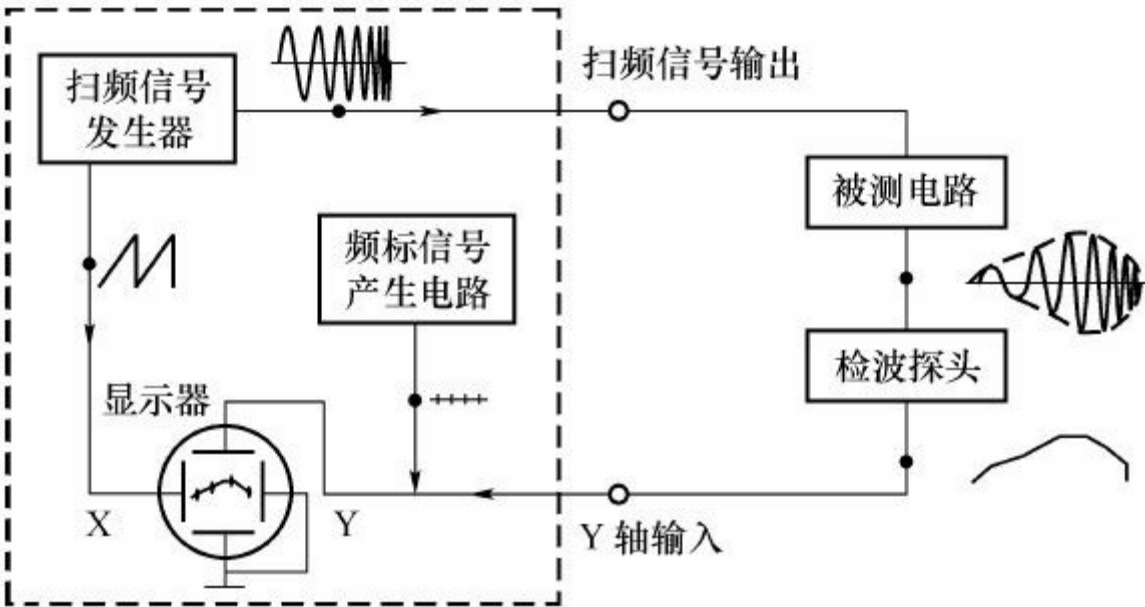 扫频信号
发生器
扫频信号输出
被测电路
频标信号
产生电路
检波探头
显示器
X
Y
Y 轴输入